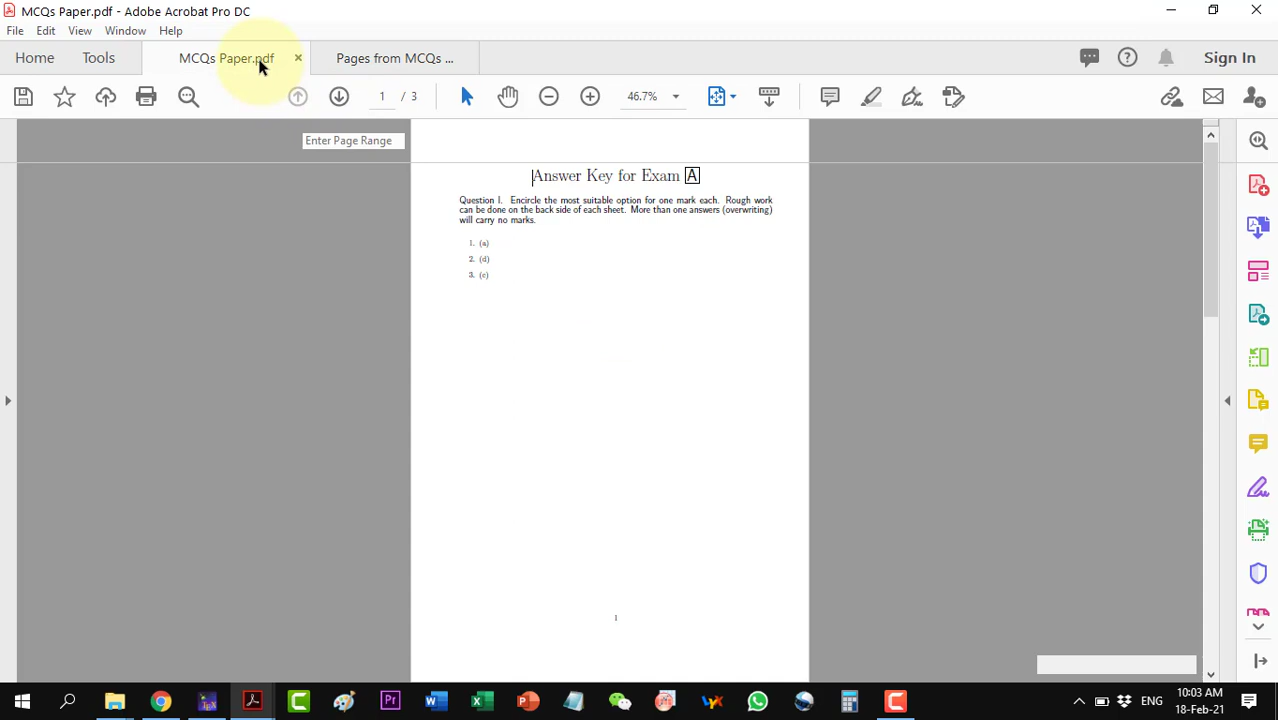 MCQs Paper.pdf - Adobe Acrobat Pro DC
File Edit View Window Help
Home Tools MCQs Paper.pdf × Pages from MCQs ... Sign In
1 / 3 46.7%
Enter Page Range
Answer Key for Exam A
Question I. Encircle the most suitable option for one mark each. Rough work
can be done on the back side of each sheet. More than one answers (overwriting)
will carry no marks.
1. (a)
2. (d)
3. (c)
1
10:03 AM
ENG
18-Feb-21